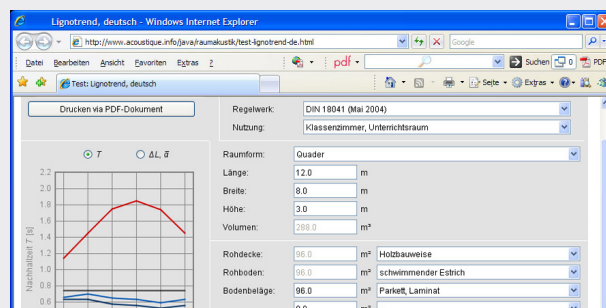 Lignotrend, deutsch - Windows Internet Explorer
http://www.acoustique.info/java/raumakustik/test-lignotrend-de.html
Google
Datei Bearbeiten Ansicht Favoriten Extras ?
pdf
Suchen
0
PDF
Test: Lignotrend, deutsch
Seite
Extras
Drucken via PDF-Dokument
Regelwerk: DIN 18041 (Mai 2004)
Nutzung: Klassenzimmer, Unterrichtsraum
T
ΔL, ā
Raumform: Quader
Länge: 12.0 m
Breite: 8.0 m
Höhe: 3.0 m
Volumen: 288.0 m³
Rohdecke: 96.0 m² Holzbauweise
Rohboden: 96.0 m² schwimmender Estrich
Bodenbeläge: 96.0 m² Parkett, Laminat
0.0 m²
Nachhallzeit T [s]
2.2
2.0
1.8
1.6
1.4
1.2
1.0
0.8
0.6